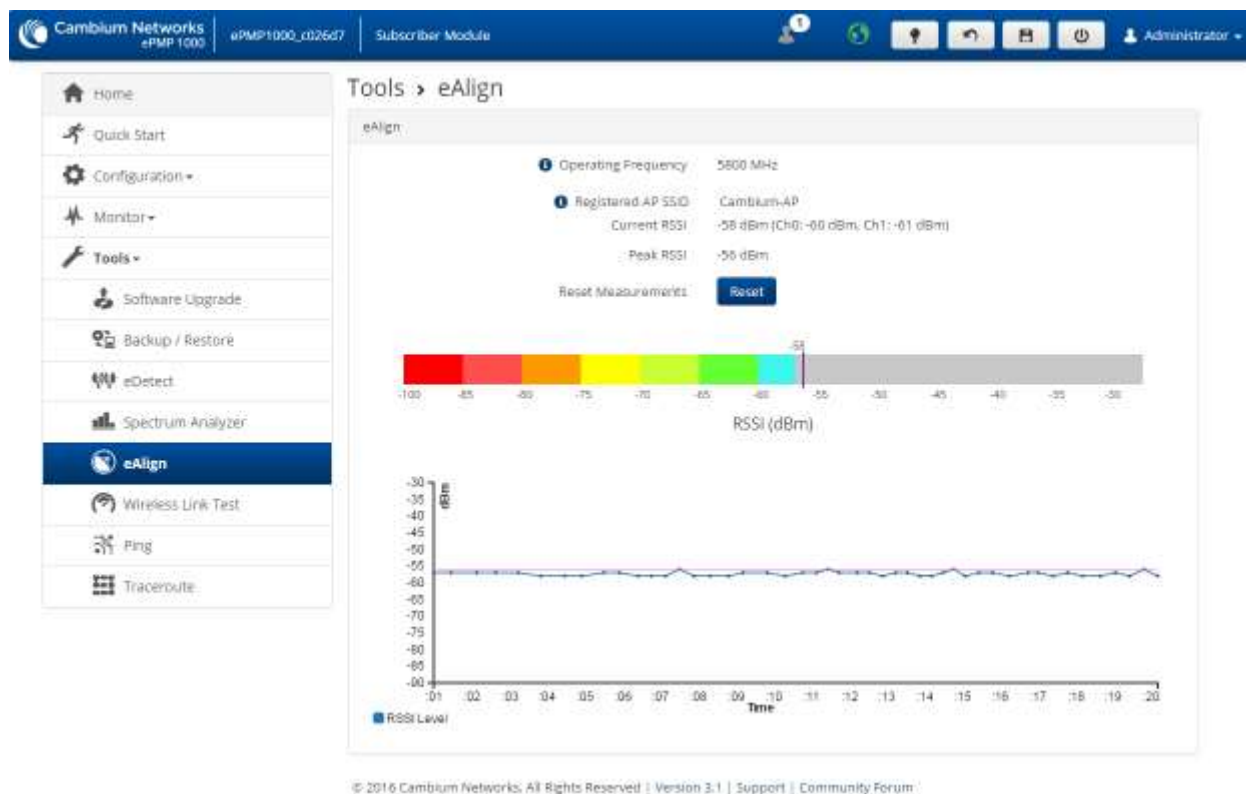 Cambium Networks
ePMP 1000
ePMP1000_c026d7
Subscriber Module
1
Administrator
Home
Quick Start
Configuration
Monitor
Tools
Software Upgrade
Backup / Restore
eDetect
Spectrum Analyzer
eAlign
Wireless Link Test
Ping
Traceroute
Tools > eAlign
eAlign
Operating Frequency 5800 MHz
Registered AP SSID Cambium-AP
Current RSSI -58 dBm (Ch0: -60 dBm, Ch1: -61 dBm)
Peak RSSI -56 dBm
Reset Measurements Reset
-58
-100 -85 -80 -75 -70 -65 -60 -55 -50 -45 -40 -35 -30
RSSI (dBm)
dBm
-30
-35
-40
-45
-50
-55
-60
-65
-70
-75
-80
-85
-90
:01 :02 :03 :04 :05 :06 :07 :08 :09 :10 :11 :12 :13 :14 :15 :16 :17 :18 :19 :20
Time
RSSI Level
© 2016 Cambium Networks, All Rights Reserved | Version 3.1 | Support | Community Forum